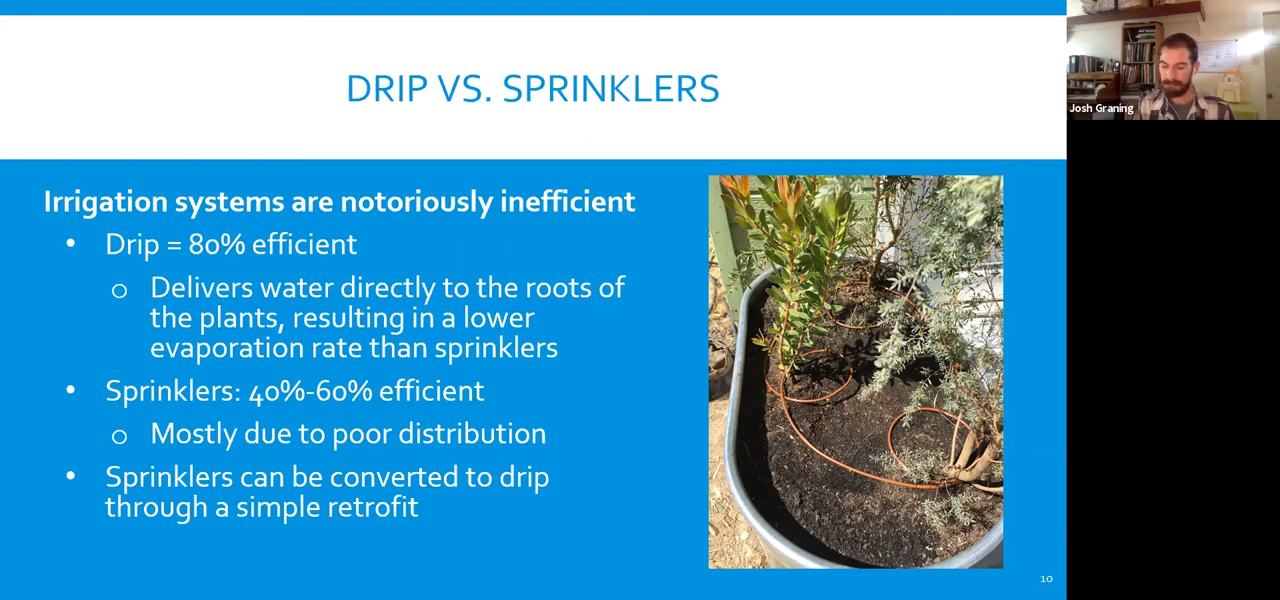 DRIP VS. SPRINKLERS
Josh Graning
Irrigation systems are notoriously inefficient
• Drip = 80% efficient
o Delivers water directly to the roots of
the plants, resulting in a lower
evaporation rate than sprinklers
• Sprinklers: 40%-60% efficient
o Mostly due to poor distribution
• Sprinklers can be converted to drip
through a simple retrofit
10